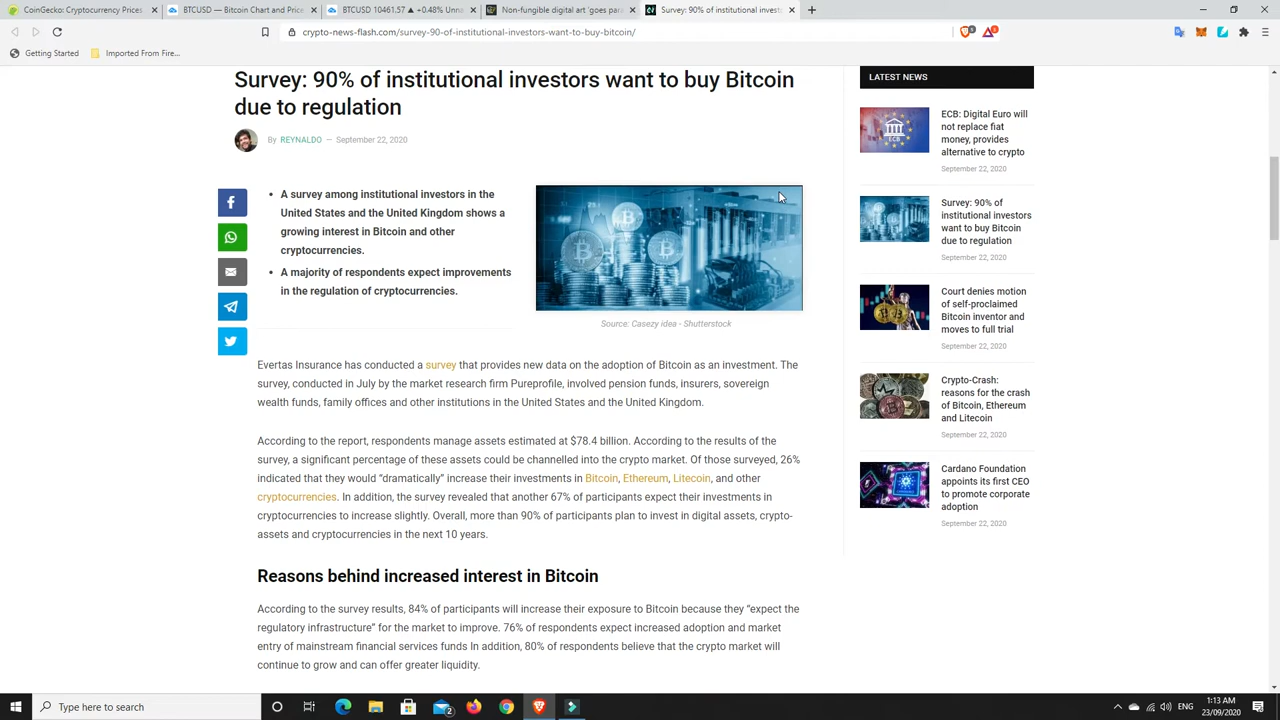 CoinGecko: Cryptocurrency Prices
BTCUSD — Bitcoin Chart and Price
BTCUSD 10461.57 ▲ +0.48% Unna
Non-fungible digital art 'goes para
Survey: 90% of institutional inves
crypto-news-flash.com/survey-90-of-institutional-investors-want-to-buy-bitcoin/
Getting Started
Imported From Fire...
Survey: 90% of institutional investors want to buy Bitcoin
due to regulation
By REYNALDO — September 22, 2020
• A survey among institutional investors in the
United States and the United Kingdom shows a
growing interest in Bitcoin and other
cryptocurrencies.
• A majority of respondents expect improvements
in the regulation of cryptocurrencies.
Source: Casezy idea - Shutterstock
Evertas Insurance has conducted a survey that provides new data on the adoption of Bitcoin as an investment. The
survey, conducted in July by the market research firm Pureprofile, involved pension funds, insurers, sovereign
wealth funds, family offices and other institutions in the United States and the United Kingdom.
According to the report, respondents manage assets estimated at $78.4 billion. According to the results of the
survey, a significant percentage of these assets could be channelled into the crypto market. Of those surveyed, 26%
indicated that they would “dramatically” increase their investments in Bitcoin, Ethereum, Litecoin, and other
cryptocurrencies. In addition, the survey revealed that another 67% of participants expect their investments in
cryptocurrencies to increase slightly. Overall, more than 90% of participants plan to invest in digital assets, crypto-
assets and cryptocurrencies in the next 10 years.
Reasons behind increased interest in Bitcoin
According to the survey results, 84% of participants will increase their exposure to Bitcoin because they “expect the
regulatory infrastructure” for the market to improve. 76% of respondents expect increased adoption and market
entry of mainstream financial services funds In addition, 80% of respondents believe that the crypto market will
continue to grow and can offer greater liquidity.
LATEST NEWS
ECB: Digital Euro will
not replace fiat
money, provides
alternative to crypto
September 22, 2020
Survey: 90% of
institutional investors
want to buy Bitcoin
due to regulation
September 22, 2020
Court denies motion
of self-proclaimed
Bitcoin inventor and
moves to full trial
September 22, 2020
Crypto-Crash:
reasons for the crash
of Bitcoin, Ethereum
and Litecoin
September 22, 2020
Cardano Foundation
appoints its first CEO
to promote corporate
adoption
September 22, 2020
Type here to search
ENG
1:13 AM
23/09/2020